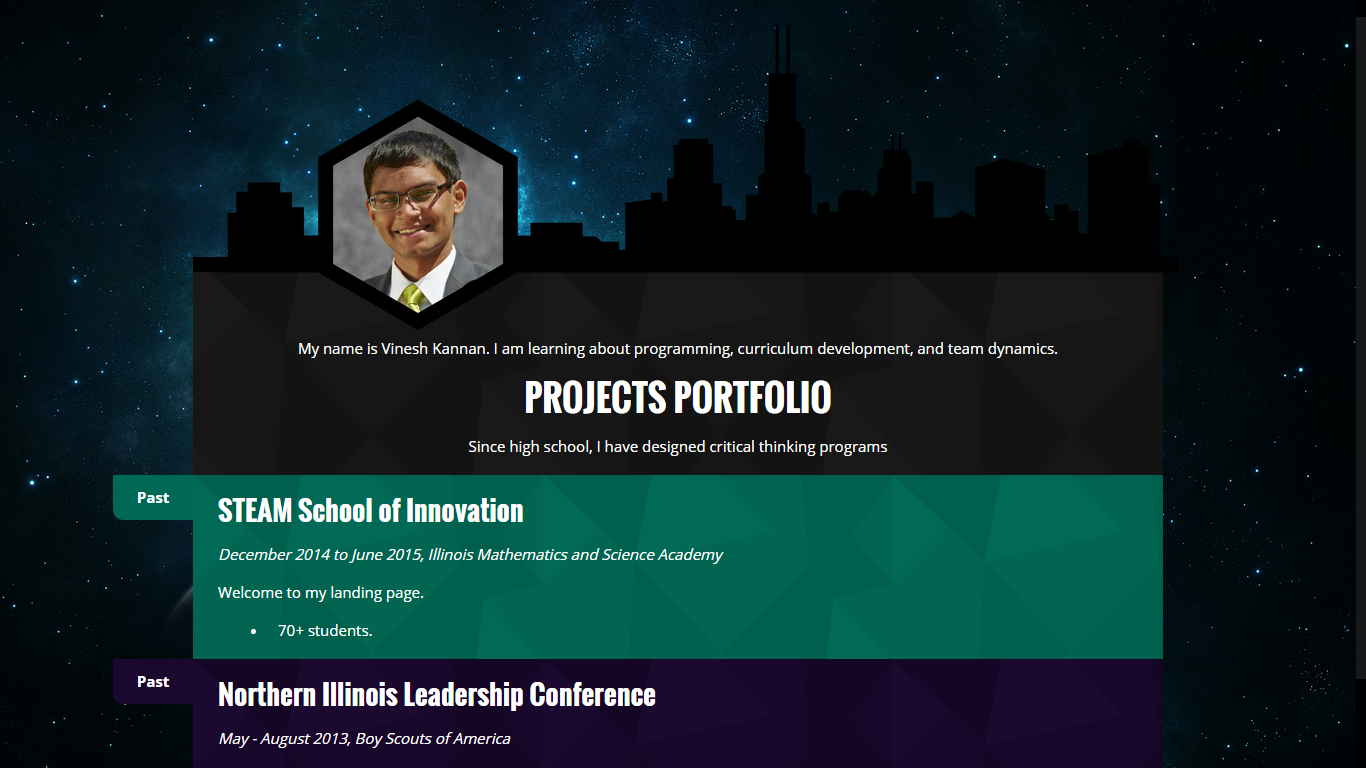 My name is Vinesh Kannan. I am learning about programming, curriculum development, and team dynamics.
PROJECTS PORTFOLIO
Since high school, I have designed critical thinking programs
Past
STEAM School of Innovation
December 2014 to June 2015, Illinois Mathematics and Science Academy
Welcome to my landing page.
• 70+ students.
Past
Northern Illinois Leadership Conference
May - August 2013, Boy Scouts of America